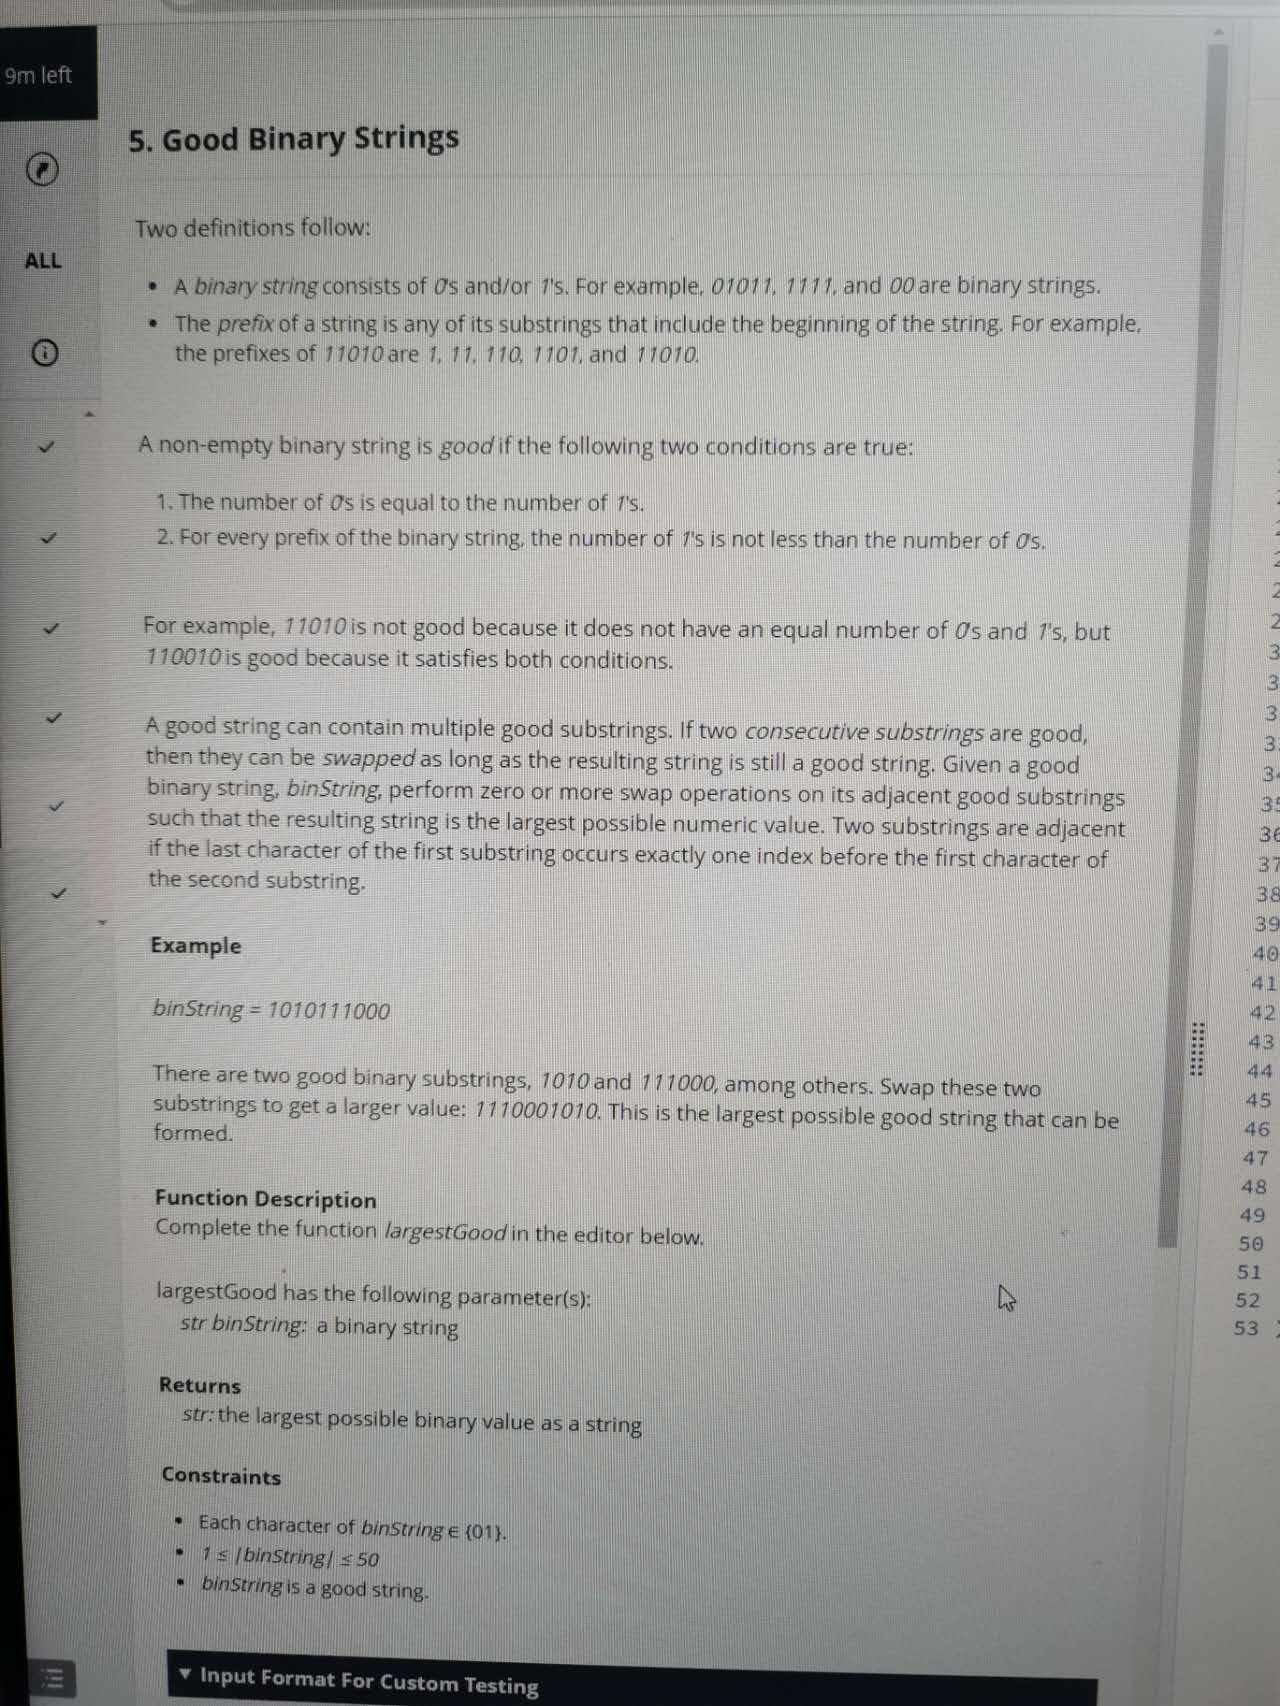 9m left
5. Good Binary Strings
Two definitions follow:
ALL
• A binary string consists of 0's and/or 1's. For example, 01011, 1111, and 00 are binary strings.
• The prefix of a string is any of its substrings that include the beginning of the string. For example,
the prefixes of 11010 are 1, 11, 110, 1101, and 11010.
A non-empty binary string is good if the following two conditions are true:
1. The number of 0's is equal to the number of 1's.
2. For every prefix of the binary string, the number of 1's is not less than the number of 0's.
For example, 11010 is not good because it does not have an equal number of 0's and 1's, but
110010 is good because it satisfies both conditions.
A good string can contain multiple good substrings. If two consecutive substrings are good,
then they can be swapped as long as the resulting string is still a good string. Given a good
binary string, binString, perform zero or more swap operations on its adjacent good substrings
such that the resulting string is the largest possible numeric value. Two substrings are adjacent
if the last character of the first substring occurs exactly one index before the first character of
the second substring.
Example
binString = 1010111000
There are two good binary substrings, 1010 and 111000, among others. Swap these two
substrings to get a larger value: 1110001010. This is the largest possible good string that can be
formed.
Function Description
Complete the function largestGood in the editor below.
largestGood has the following parameter(s):
str binString: a binary string
Returns
str: the largest possible binary value as a string
Constraints
• Each character of binString ∈ {01}.
• 1 ≤ |binString| ≤ 50
• binString is a good string.
▼ Input Format For Custom Testing
36
37
38
39
40
41
42
43
44
45
46
47
48
49
50
51
52
53